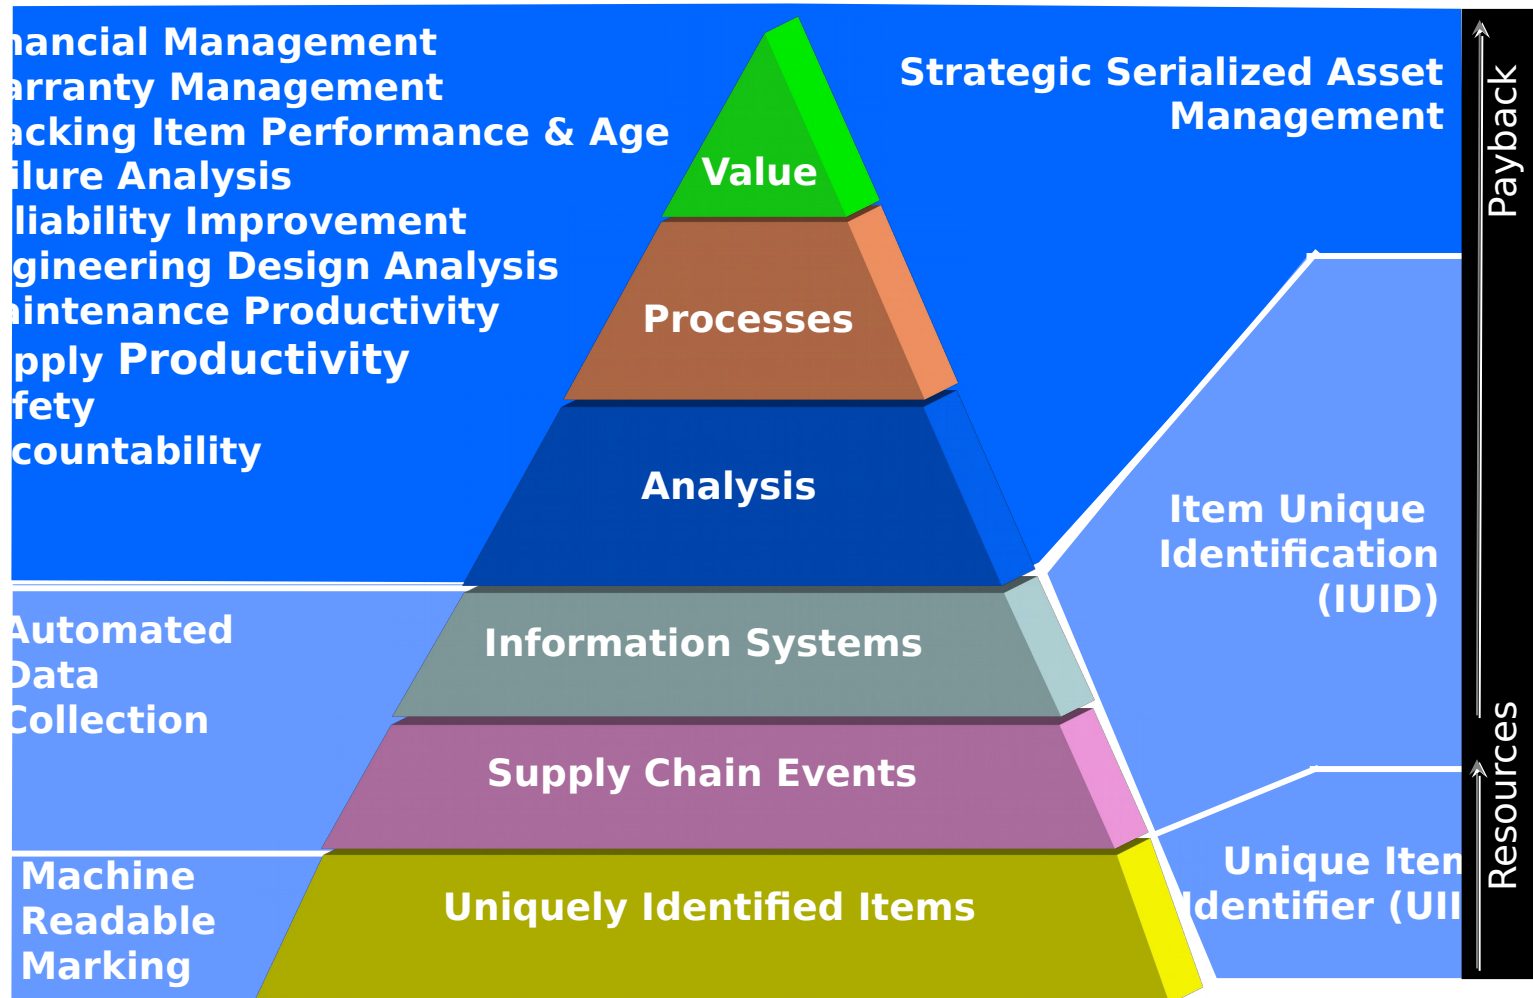 nancial Management
arranty Management
acking Item Performance & Age
ilure Analysis
liability Improvement
gineering Design Analysis
aintenance Productivity
pply Productivity
fety
countability
Strategic Serialized Asset
Management
Payback
Value
Processes
Analysis
Item Unique
Identification
(IUID)
Automated
Data
Collection
Information Systems
Supply Chain Events
Resources
Machine
Readable
Marking
Uniquely Identified Items
Unique Item
Identifier (UII